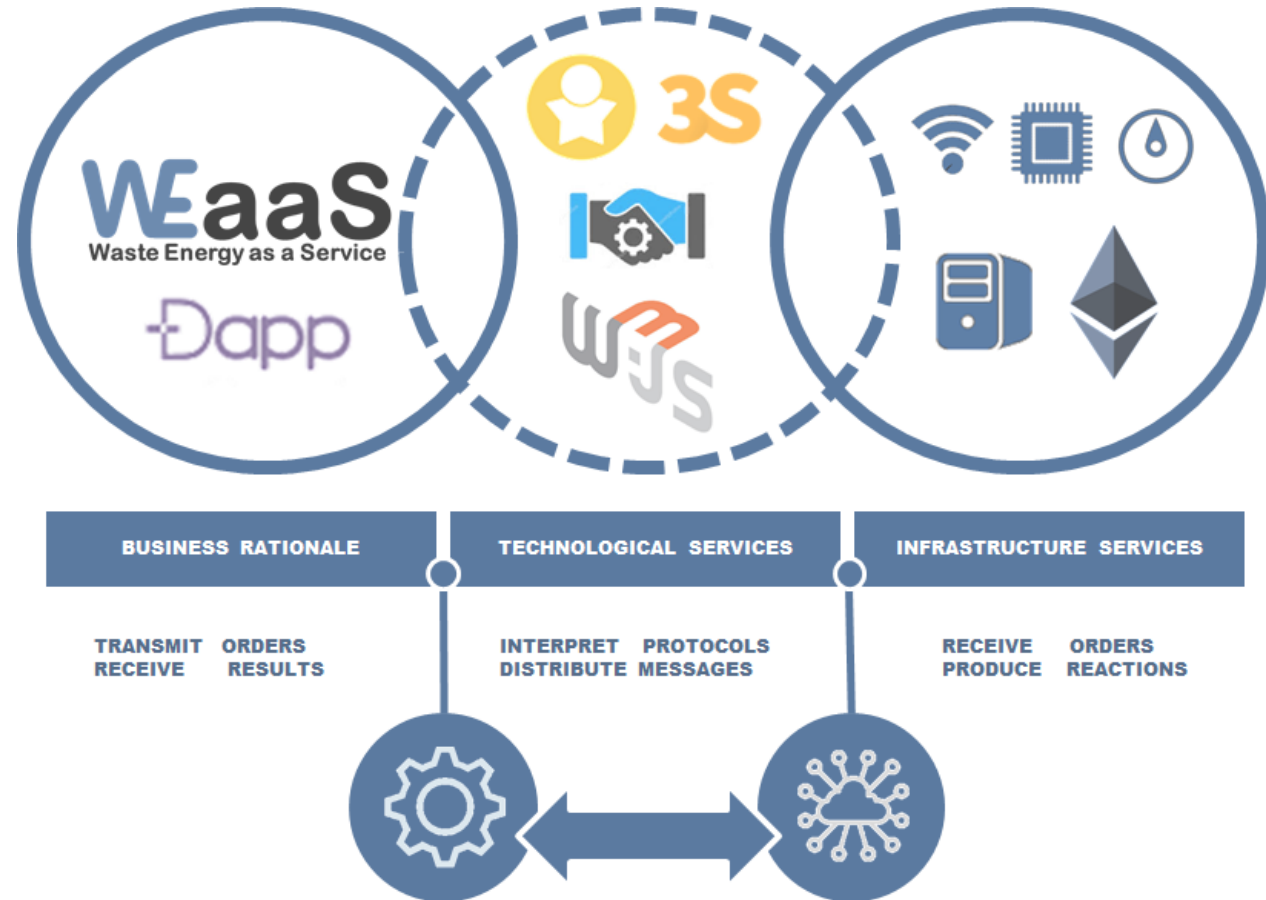 WEaaS
Waste Energy as a Service
Dapp
3S
W3JS
BUSINESS RATIONALE
TECHNOLOGICAL SERVICES
INFRASTRUCTURE SERVICES
TRANSMIT ORDERS
RECEIVE RESULTS
INTERPRET PROTOCOLS
DISTRIBUTE MESSAGES
RECEIVE ORDERS
PRODUCE REACTIONS